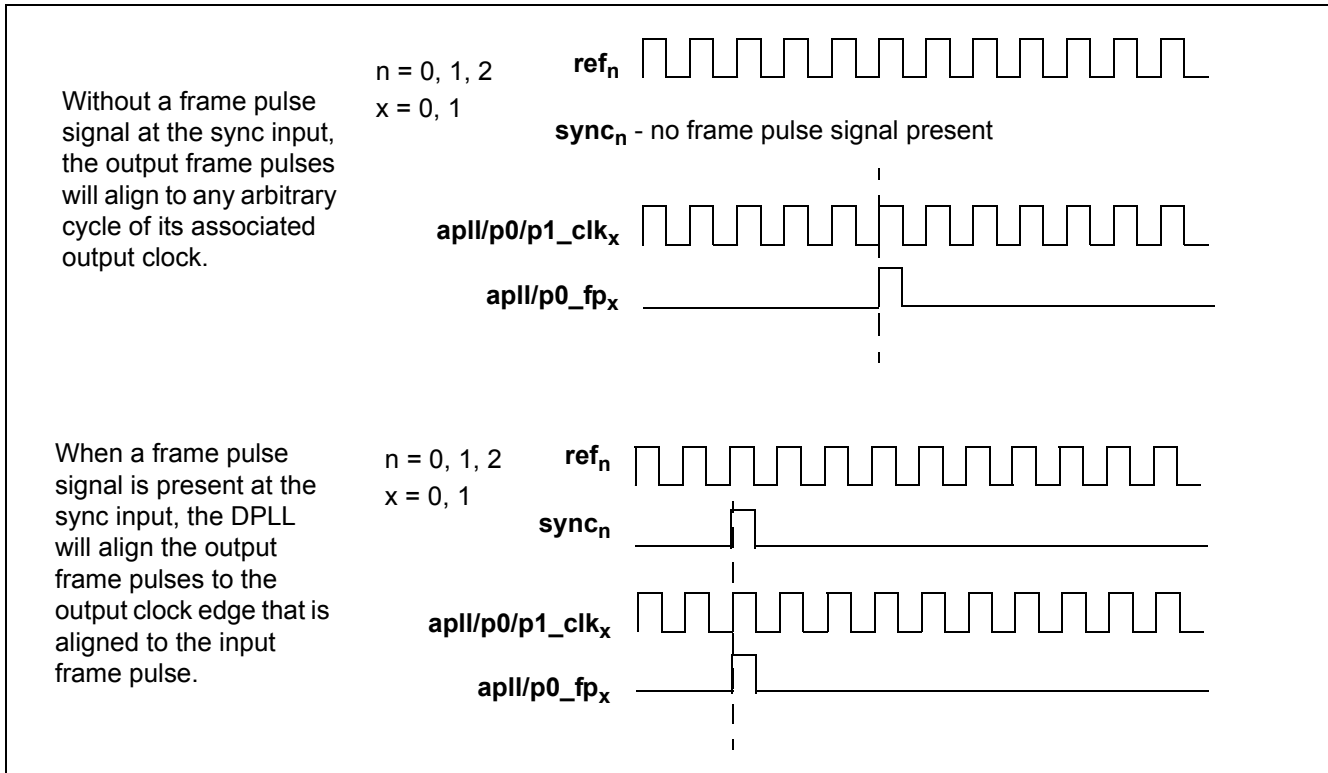 Without a frame pulse
signal at the sync input,
the output frame pulses
will align to any arbitrary
cycle of its associated
output clock.
n = 0, 1, 2
x = 0, 1
refn
syncn - no frame pulse signal present
apll/p0/p1_clkx
apll/p0_fpx
When a frame pulse
signal is present at the
sync input, the DPLL
will align the output
frame pulses to the
output clock edge that is
aligned to the input
frame pulse.
n = 0, 1, 2
x = 0, 1
refn
syncn
apll/p0/p1_clkx
apll/p0_fpx